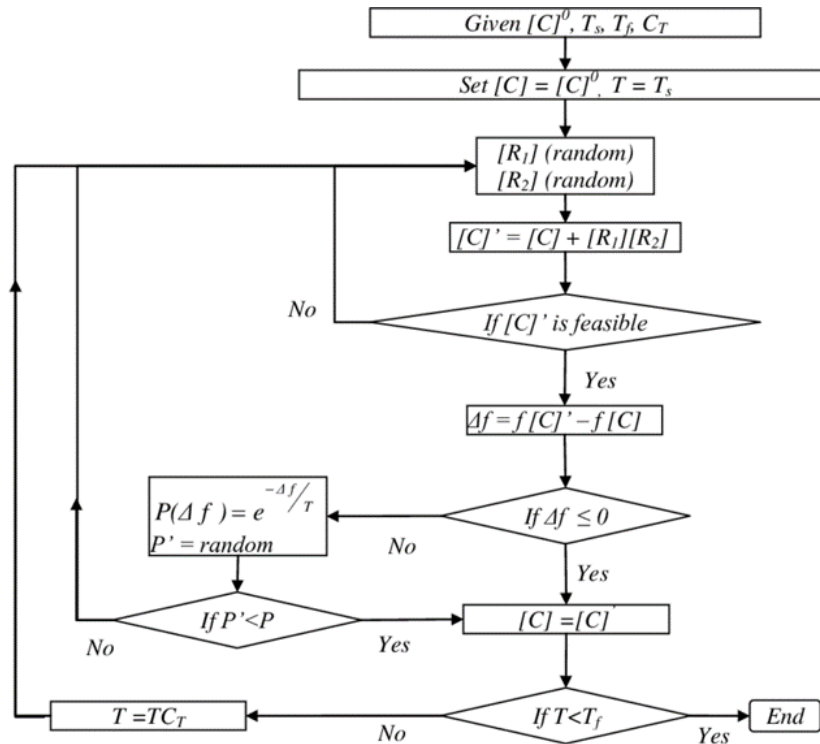 Given [C]⁰, Tₛ, T_f, C_T
Set [C] = [C]⁰, T = Tₛ
[R₁] (random)
[R₂] (random)
[C]’ = [C] + [R₁][R₂]
No
If [C]’ is feasible
Yes
Δf = f [C]’ – f [C]
P(Δ f ) = e^(-Δf/T)
P’ = random
If Δf ≤ 0
No
Yes
If P’<P
[C] =[C]'
No
Yes
T =TC_T
If T<T_f
End
No
Yes